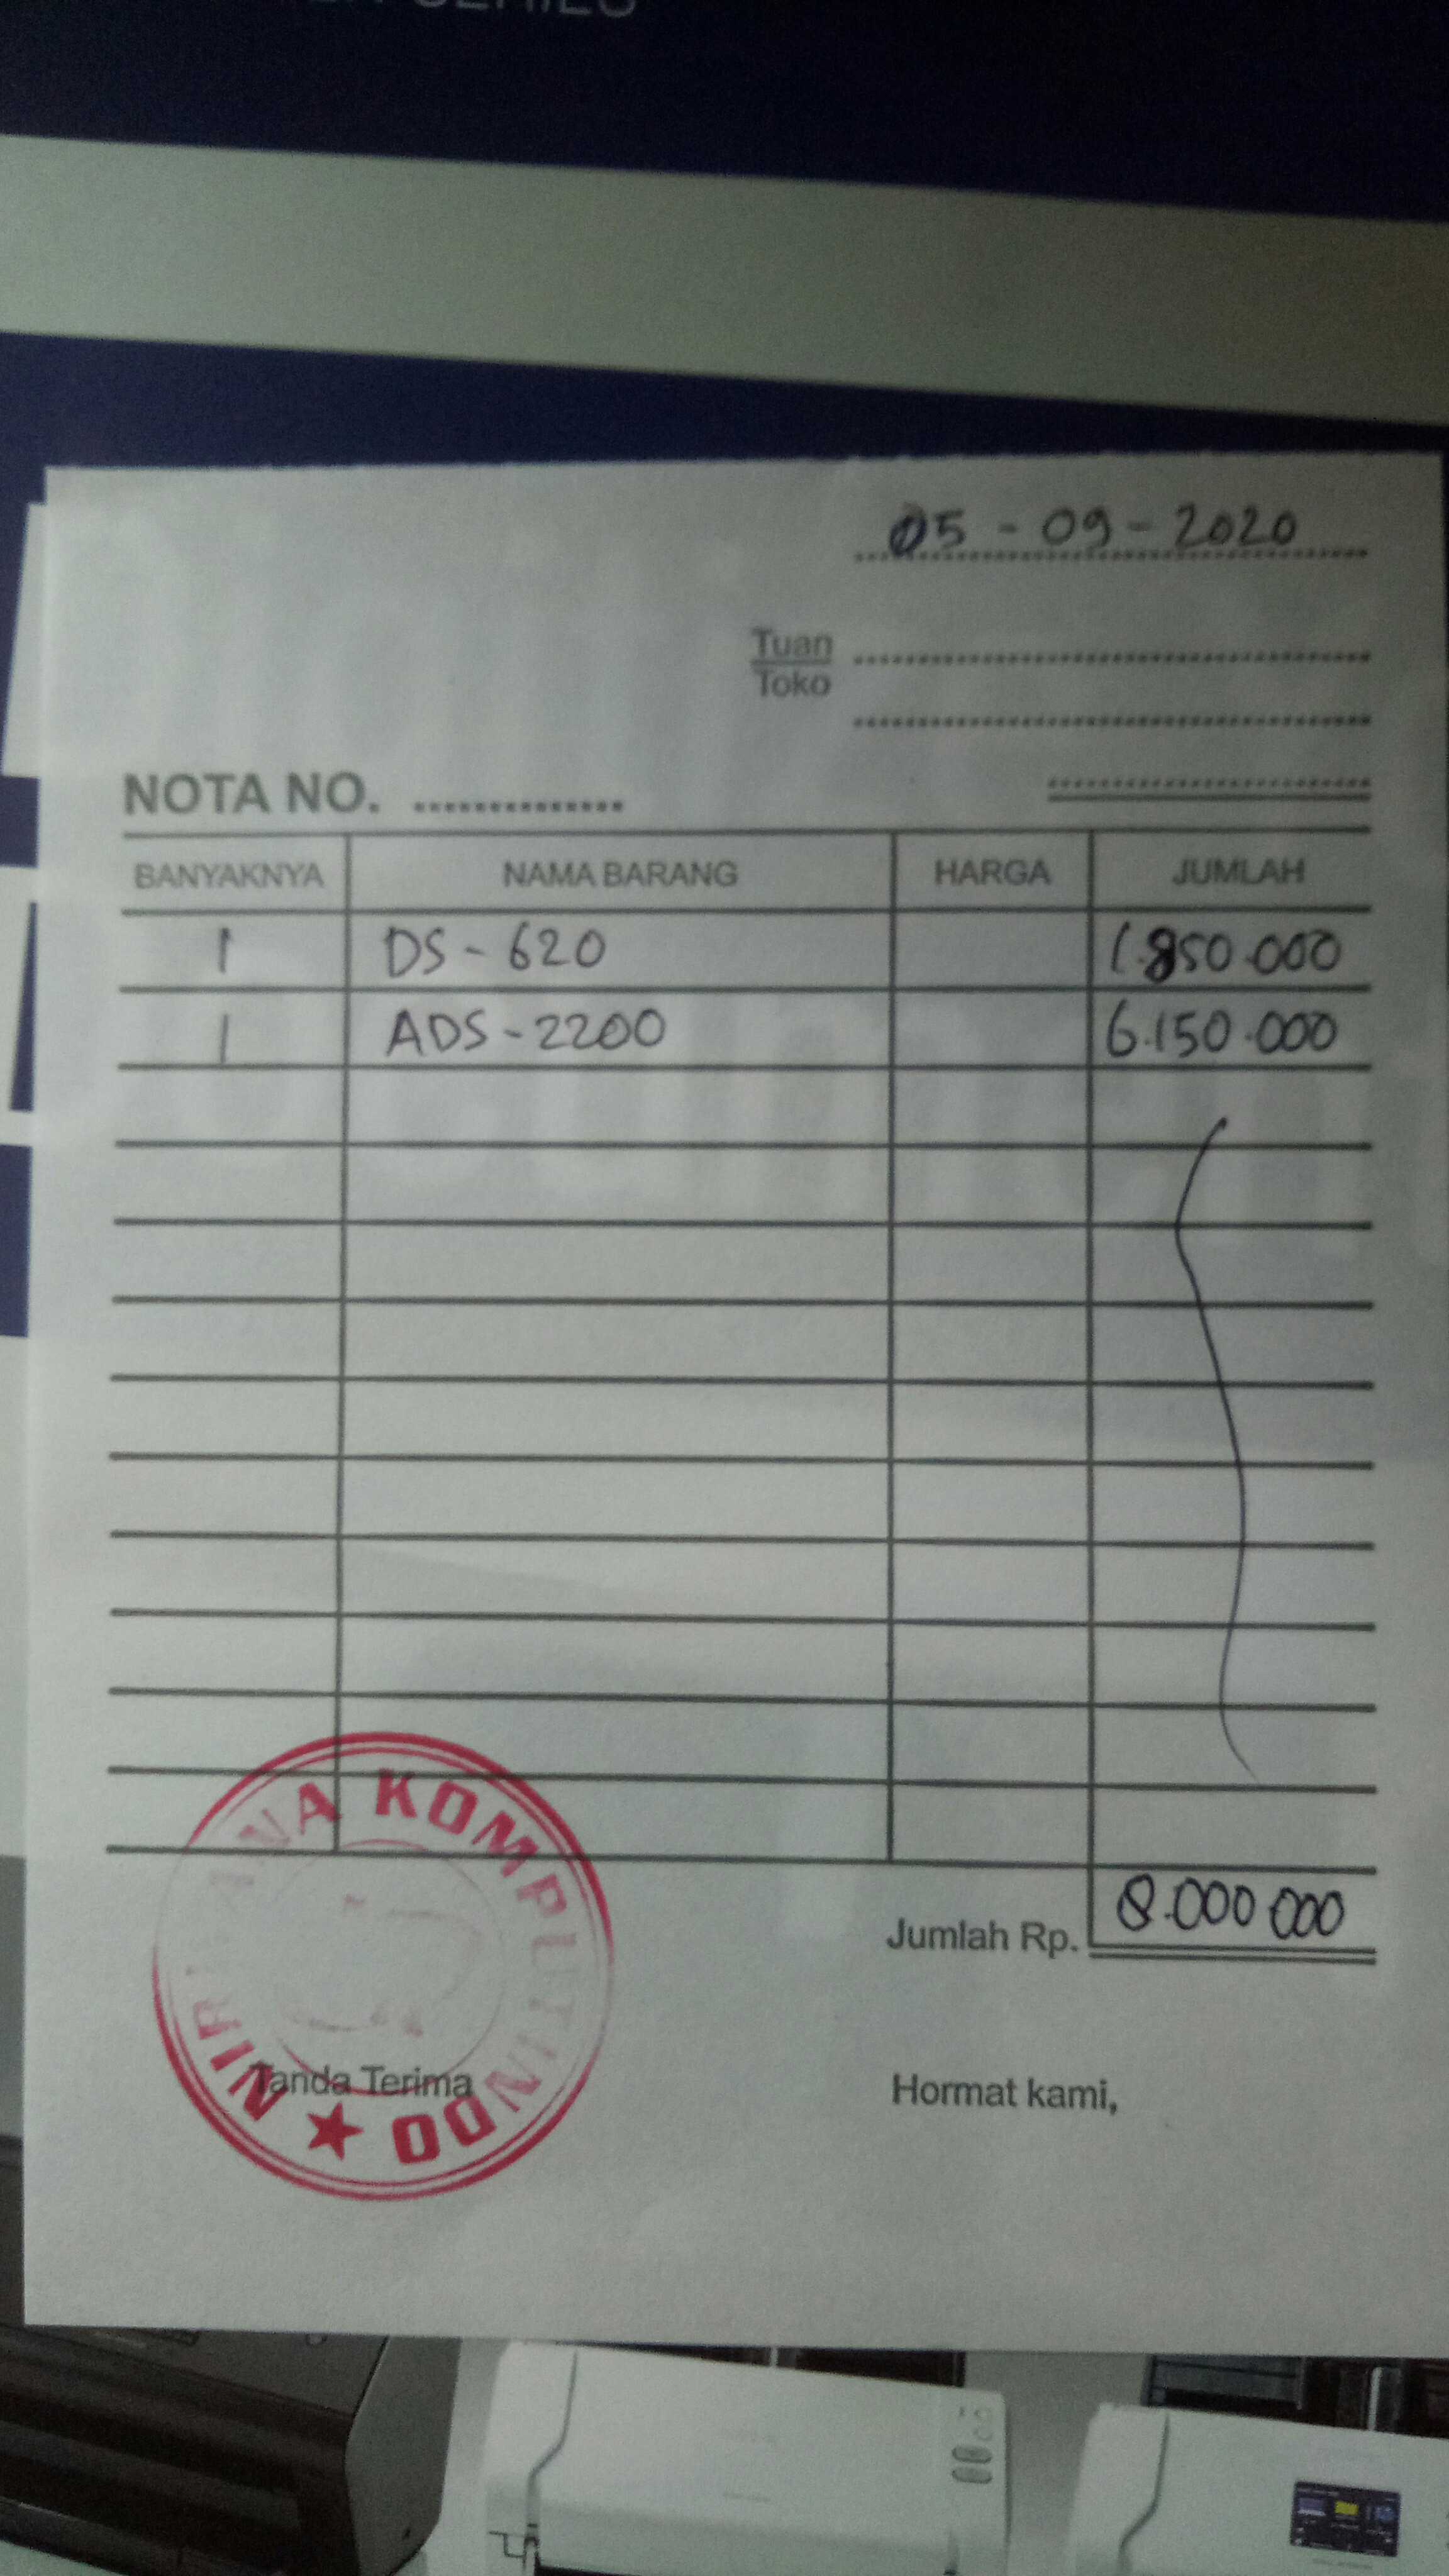 SERIES
05 - 09 - 2020
Tuan
Toko
NOTA NO. ..............
BANYAKNYA NAMA BARANG HARGA JUMLAH
1 DS - 620 1.850.000
1 ADS - 2200 6.150.000
Jumlah Rp. 8.000.000
Tanda Terima Hormat kami,
KOMPUTINDO